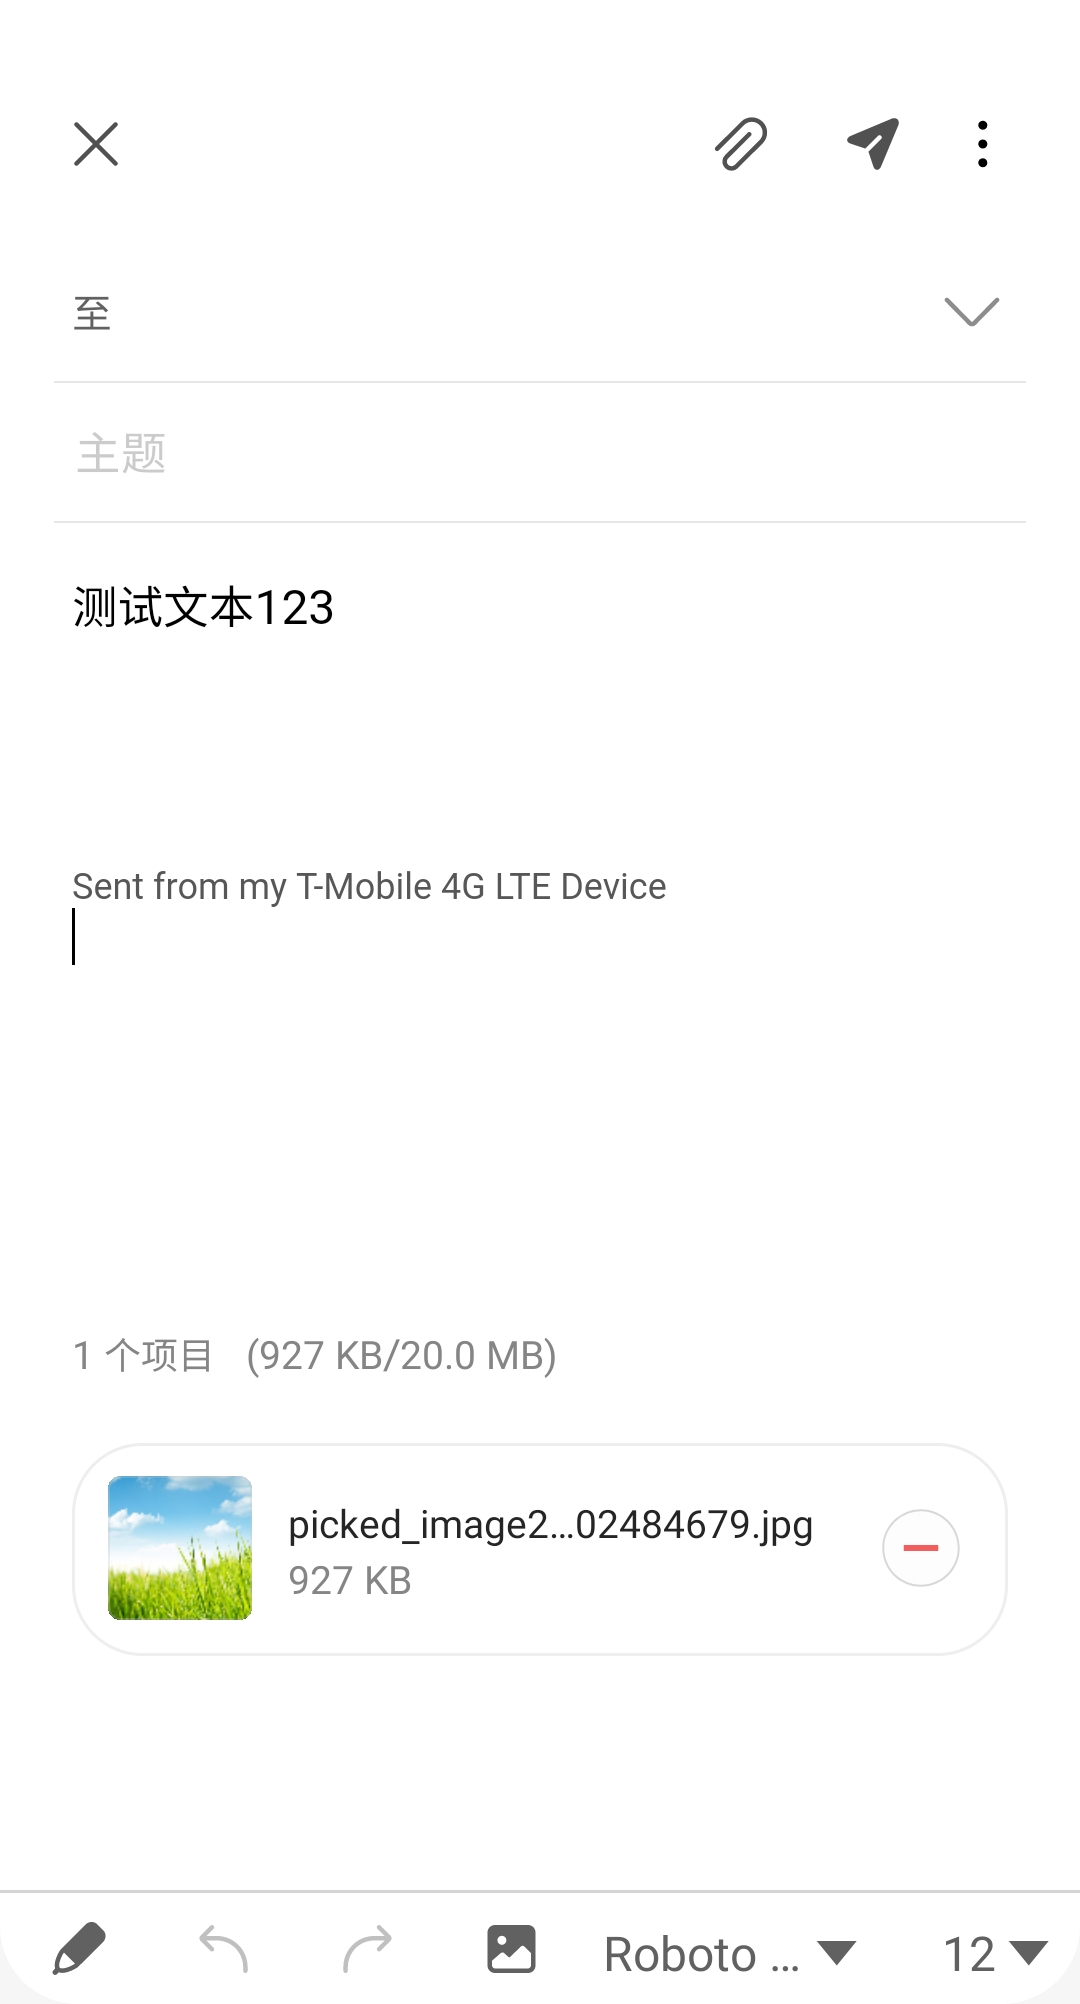 至
主题
测试文本123
Sent from my T-Mobile 4G LTE Device
1 个项目 (927 KB/20.0 MB)
picked_image2...02484679.jpg
927 KB
Roboto ... 12